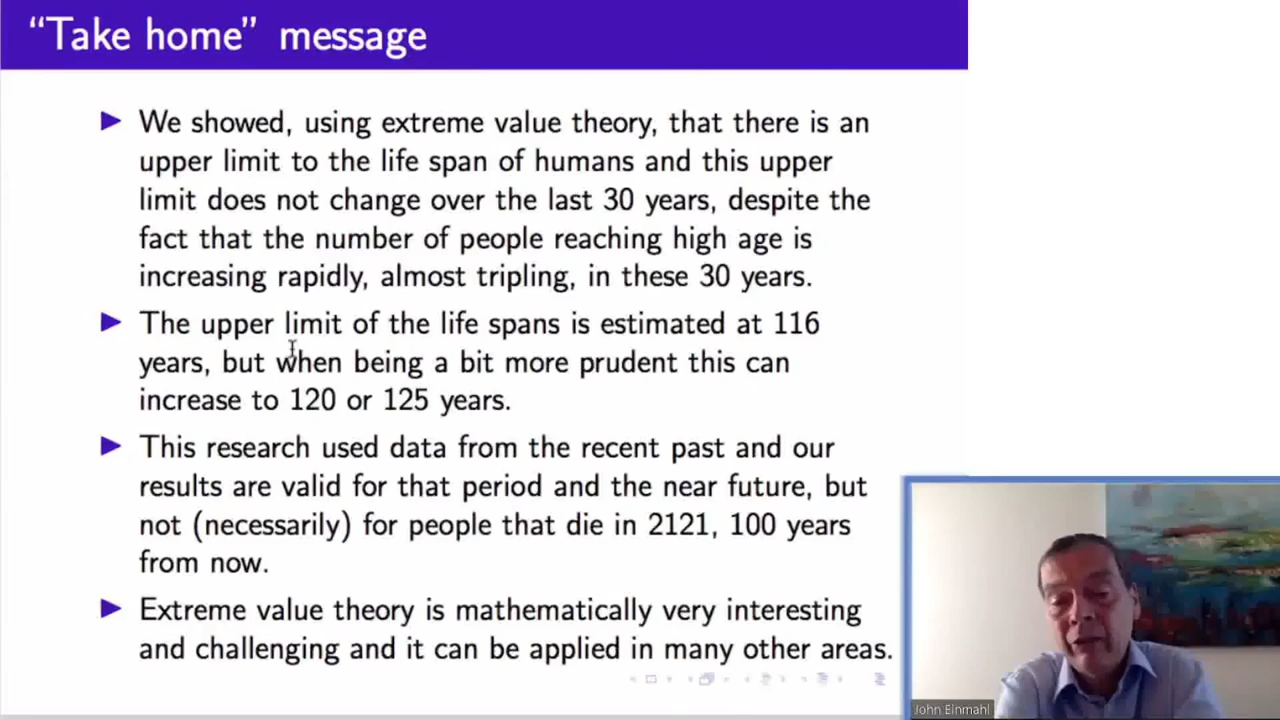 “Take home” message
We showed, using extreme value theory, that there is an
upper limit to the life span of humans and this upper
limit does not change over the last 30 years, despite the
fact that the number of people reaching high age is
increasing rapidly, almost tripling, in these 30 years.
The upper limit of the life spans is estimated at 116
years, but when being a bit more prudent this can
increase to 120 or 125 years.
This research used data from the recent past and our
results are valid for that period and the near future, but
not (necessarily) for people that die in 2121, 100 years
from now.
Extreme value theory is mathematically very interesting
and challenging and it can be applied in many other areas.
John Einmahl